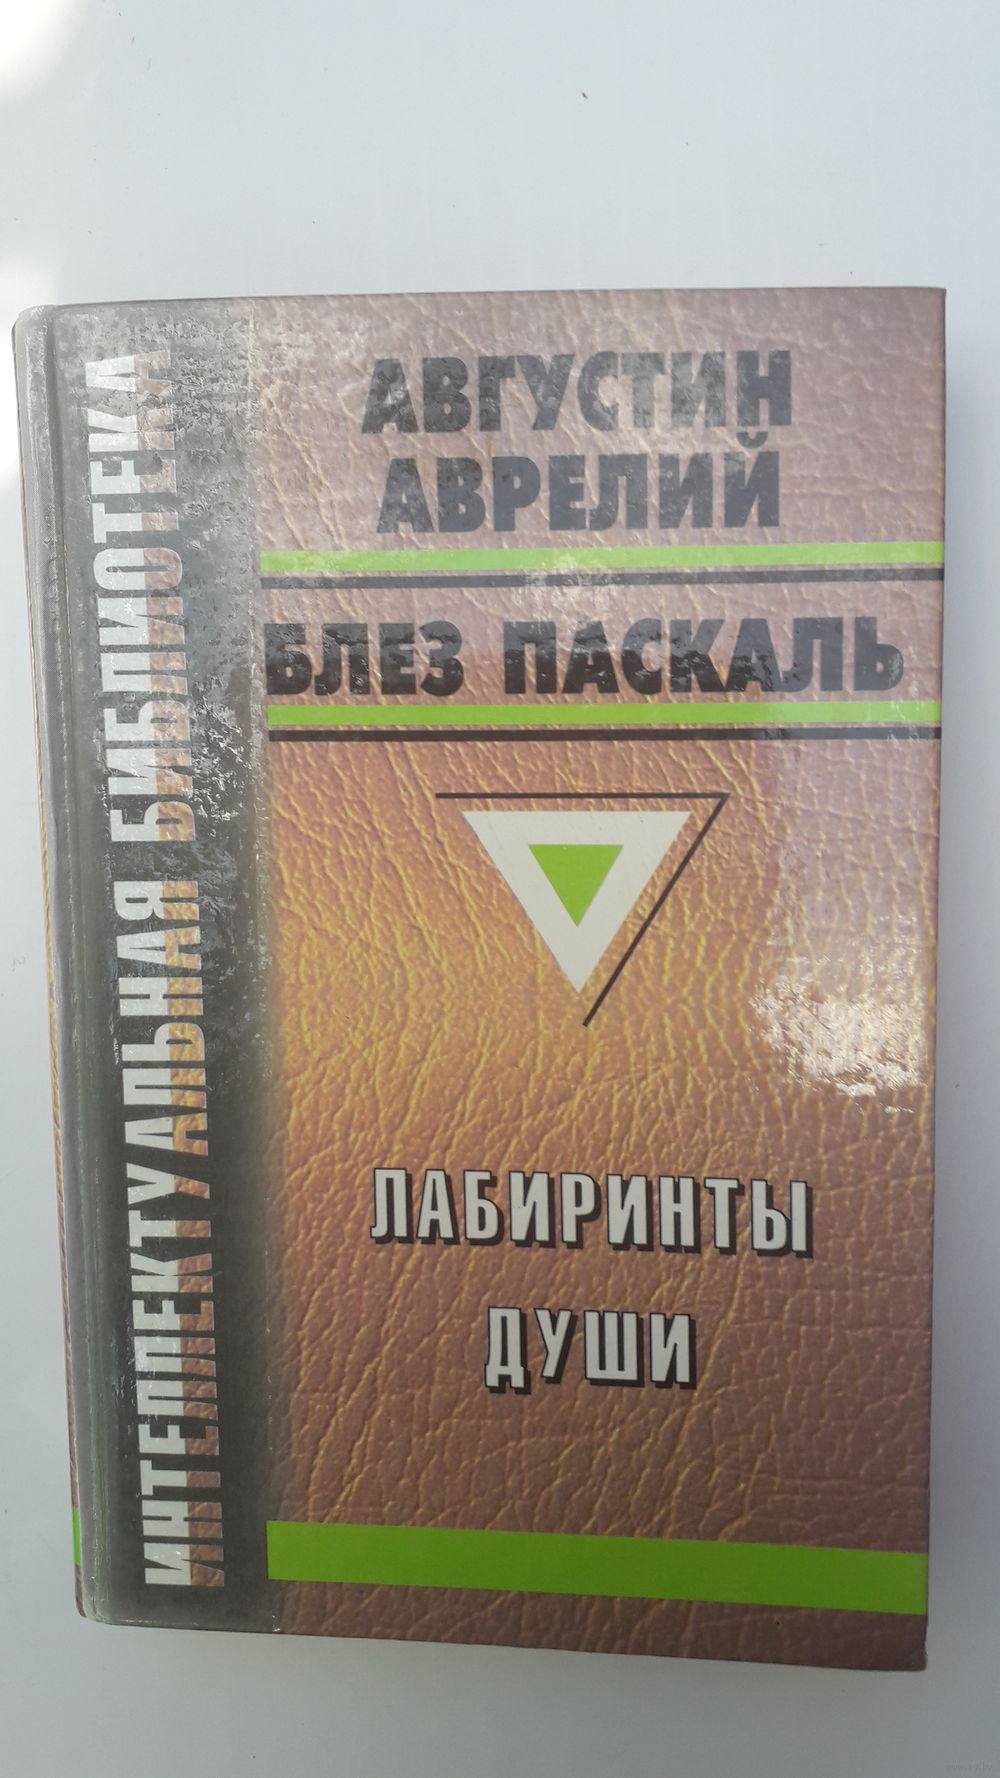 АВГУСТИН
АВРЕЛИЙ
БЛЕЗ ПАСКАЛЬ
ЛАБИРИНТЫ
ДУШИ
ИНТЕЛЛЕКТУАЛЬНАЯ БИБЛИОТЕКА